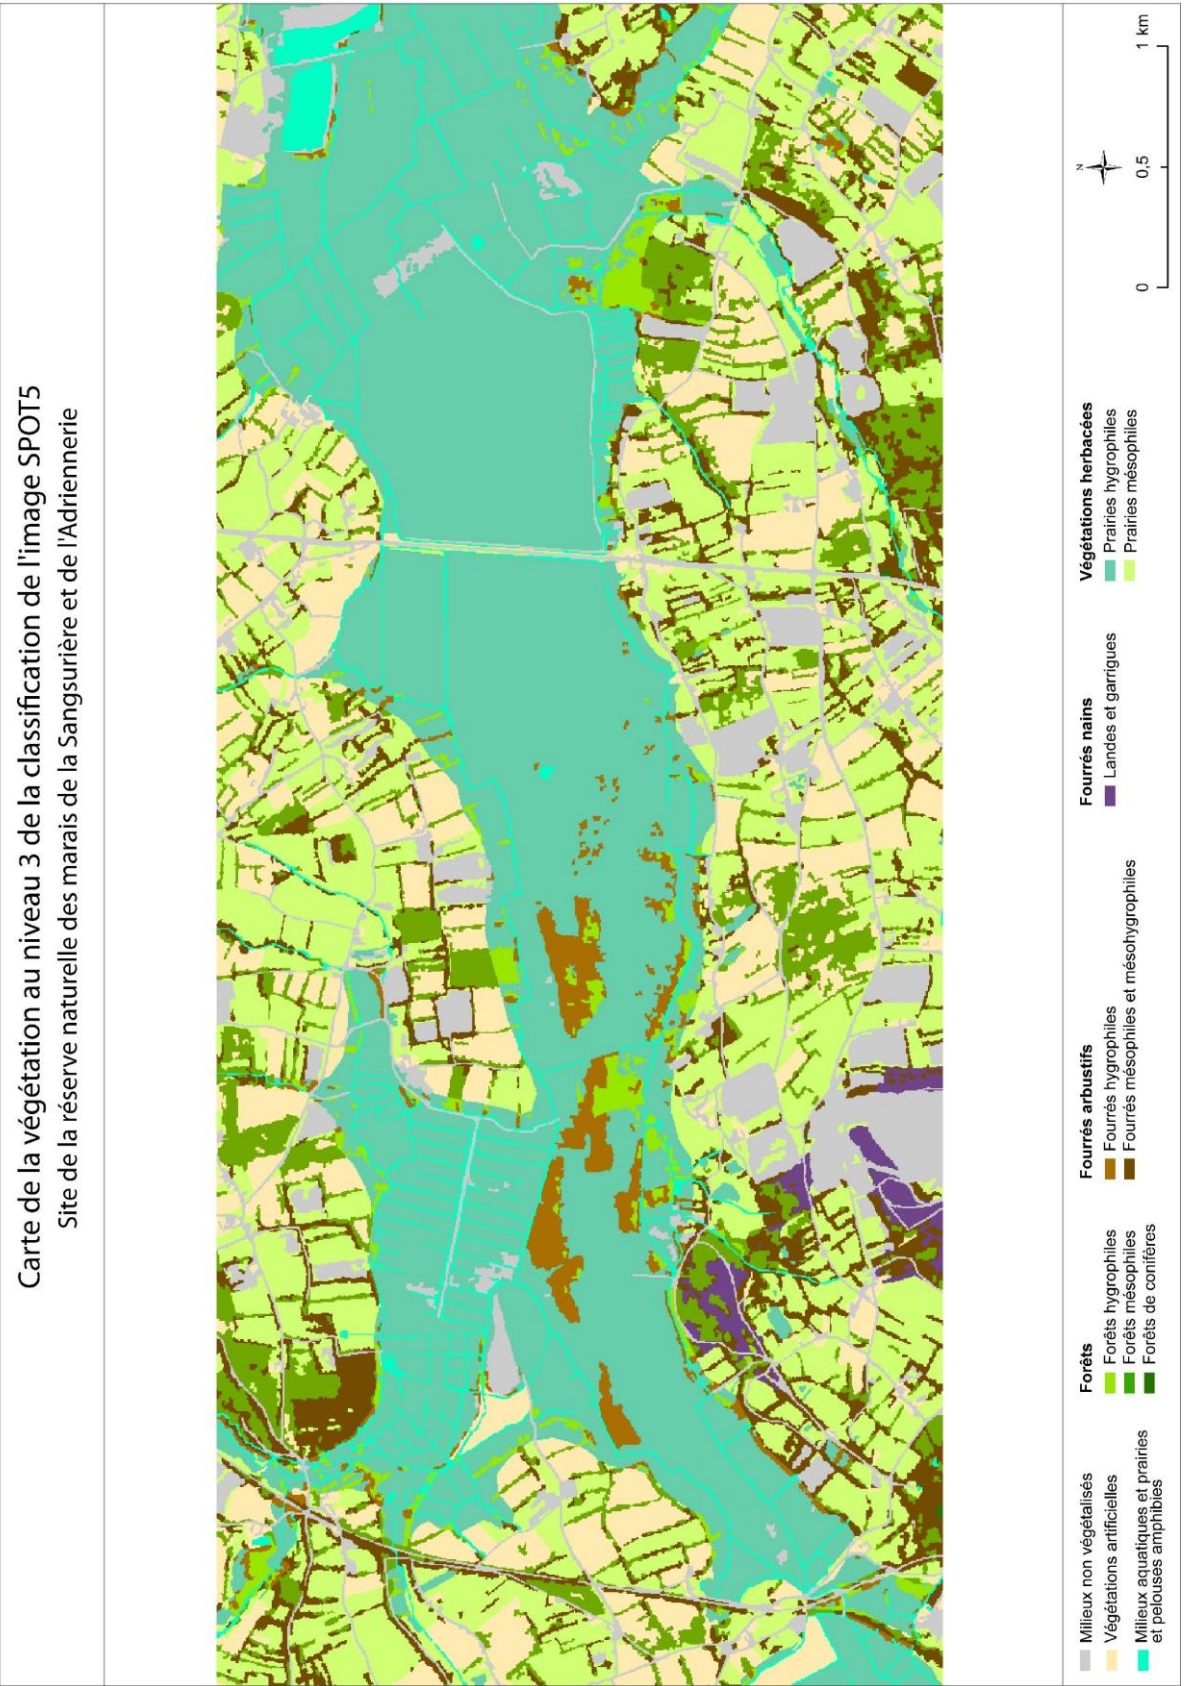 Carte de la végétation au niveau 3 de la classification de l'image SPOT5
Site de la réserve naturelle des marais de la Sangsurière et de l'Adriennerie
Milieux non végétalisés
Végétations artificielles
Milieux aquatiques et prairies
et pelouses amphibies
Forêts
Forêts hygrophiles
Forêts mésophiles
Forêts de conifères
Fourrés arbustifs
Fourrés hygrophiles
Fourrés mésophiles et mésohygrophiles
Fourrés nains
Landes et garrigues
Végétations herbacées
Prairies hygrophiles
Prairies mésophiles
N
0 0,5 1 km